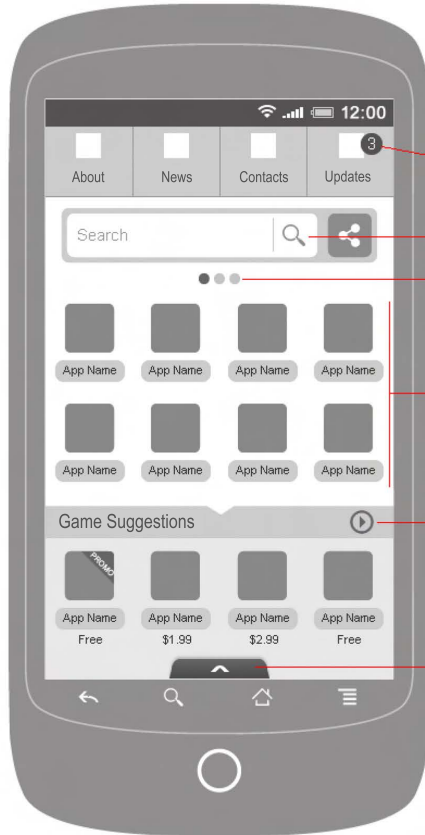 12:00
3
About News Contacts Updates
Search
App Name App Name App Name App Name
App Name App Name App Name App Name
Game Suggestions
PROMO
App Name App Name App Name App Name
Free $1.99 $2.99 Free